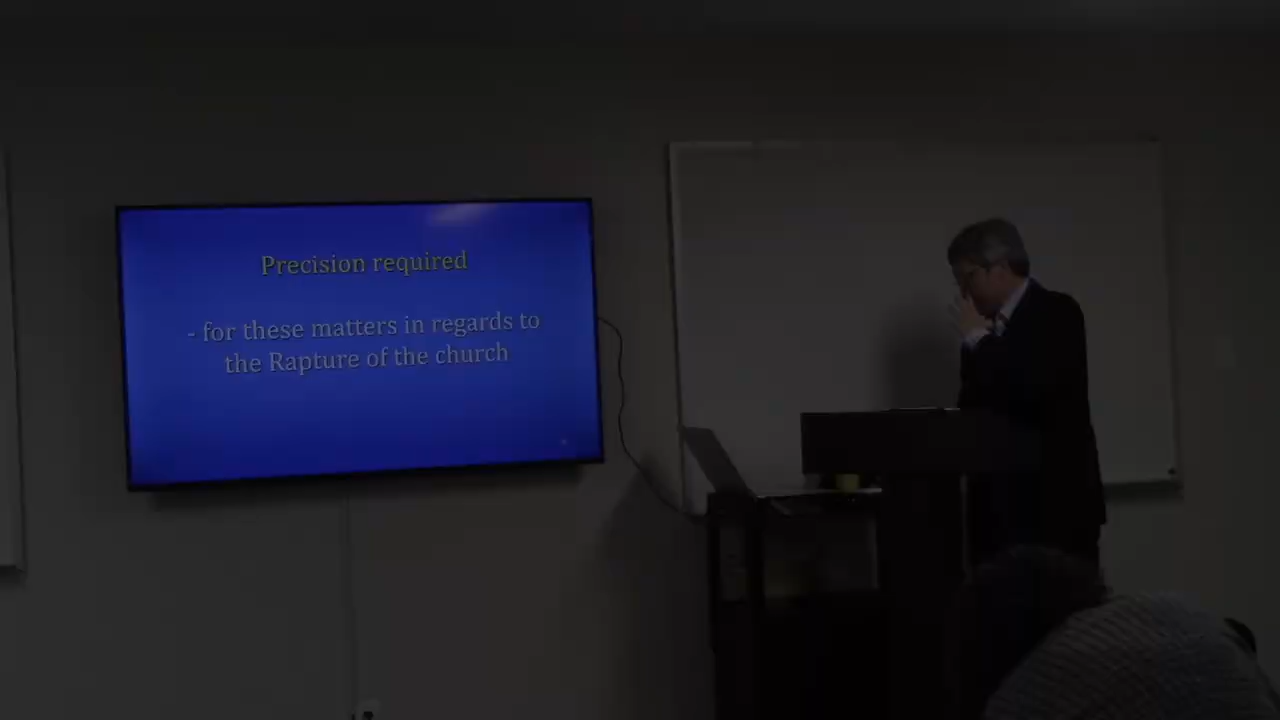 Precision required
- for these matters in regards to
the Rapture of the church